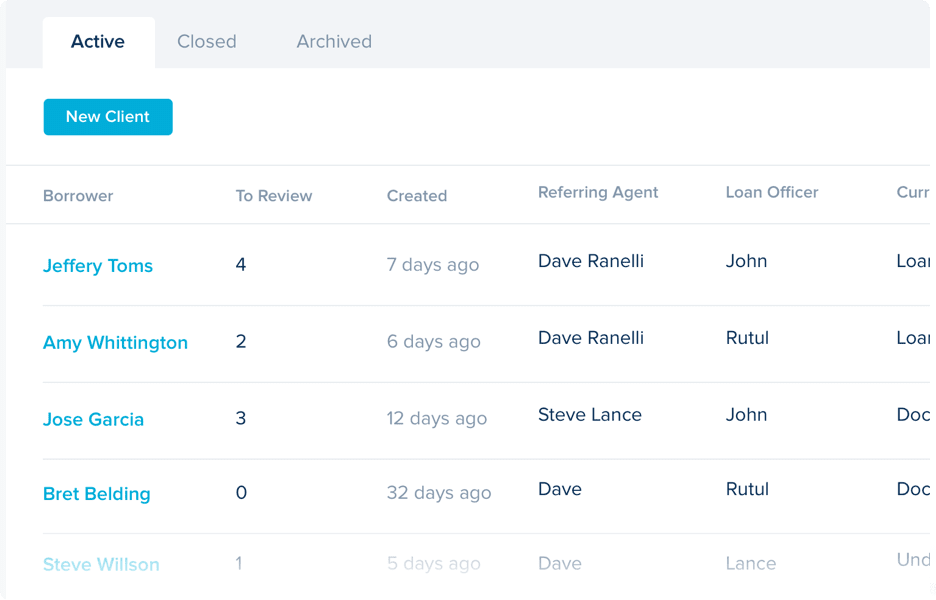 Active Closed Archived
New Client
Borrower To Review Created Referring Agent Loan Officer Curr
Jeffery Toms 4 7 days ago Dave Ranelli John Loan
Amy Whittington 2 6 days ago Dave Ranelli Rutul Loan
Jose Garcia 3 12 days ago Steve Lance John Doc
Bret Belding 0 32 days ago Dave Rutul Doc
Steve Willson 1 5 days ago Dave Lance Und